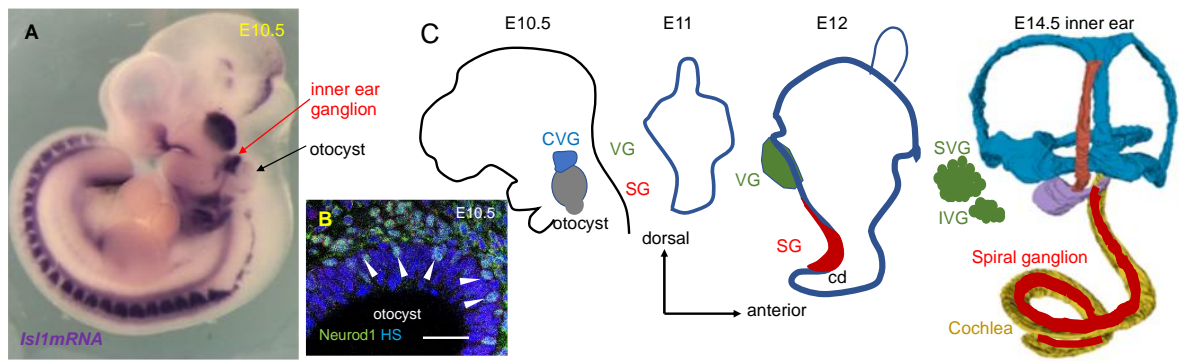 A
E10.5
inner ear
ganglion
otocyst
Isl1mRNA
B
E10.5
otocyst
Neurod1 HS
C
E10.5
CVG
otocyst
E11
VG
SG
dorsal
anterior
E12
VG
SG
cd
E14.5 inner ear
SVG
IVG
Spiral ganglion
Cochlea